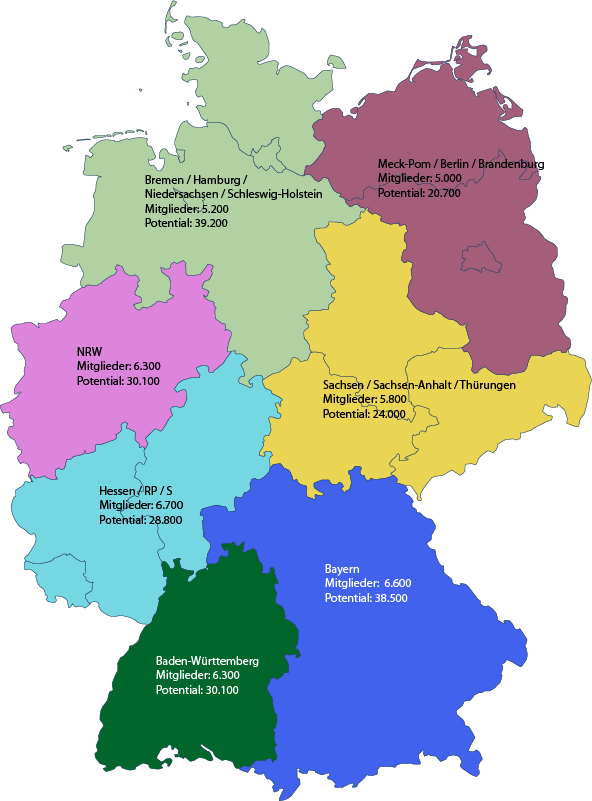 Meck-Pom / Berlin / Brandenburg
Mitglieder: 5.000
Potential: 20.700
Bremen / Hamburg /
Niedersachsen / Schleswig-Holstein
Mitglieder: 5.200
Potential: 39.200
NRW
Mitglieder: 6.300
Potential: 30.100
Sachsen / Sachsen-Anhalt / Thürungen
Mitglieder: 5.800
Potential: 24.000
Hessen / RP / S
Mitglieder: 6.700
Potential: 28.800
Bayern
Mitglieder: 6.600
Potential: 38.500
Baden-Württemberg
Mitglieder: 6.300
Potential: 30.100